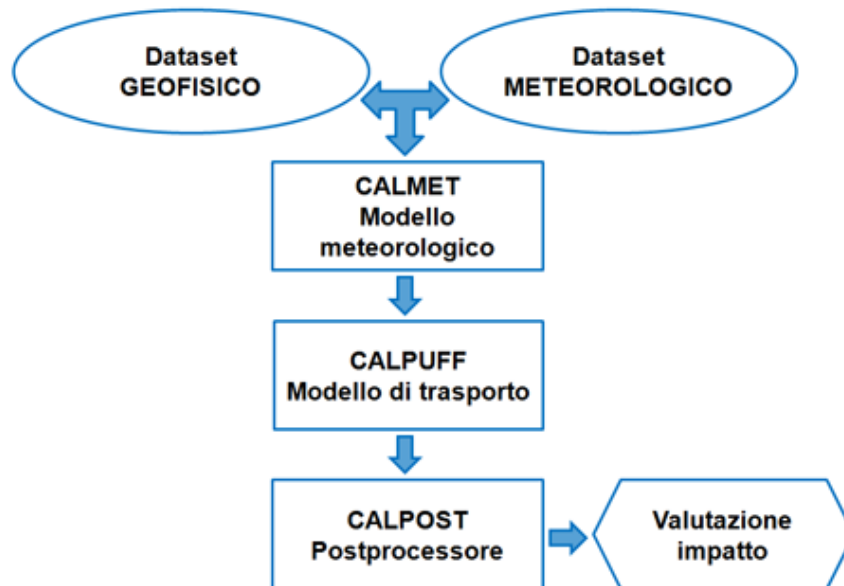 Dataset
GEOFISICO
Dataset
METEOROLOGICO
CALMET
Modello
meteorologico
CALPUFF
Modello di trasporto
CALPOST
Postprocessore
Valutazione
impatto